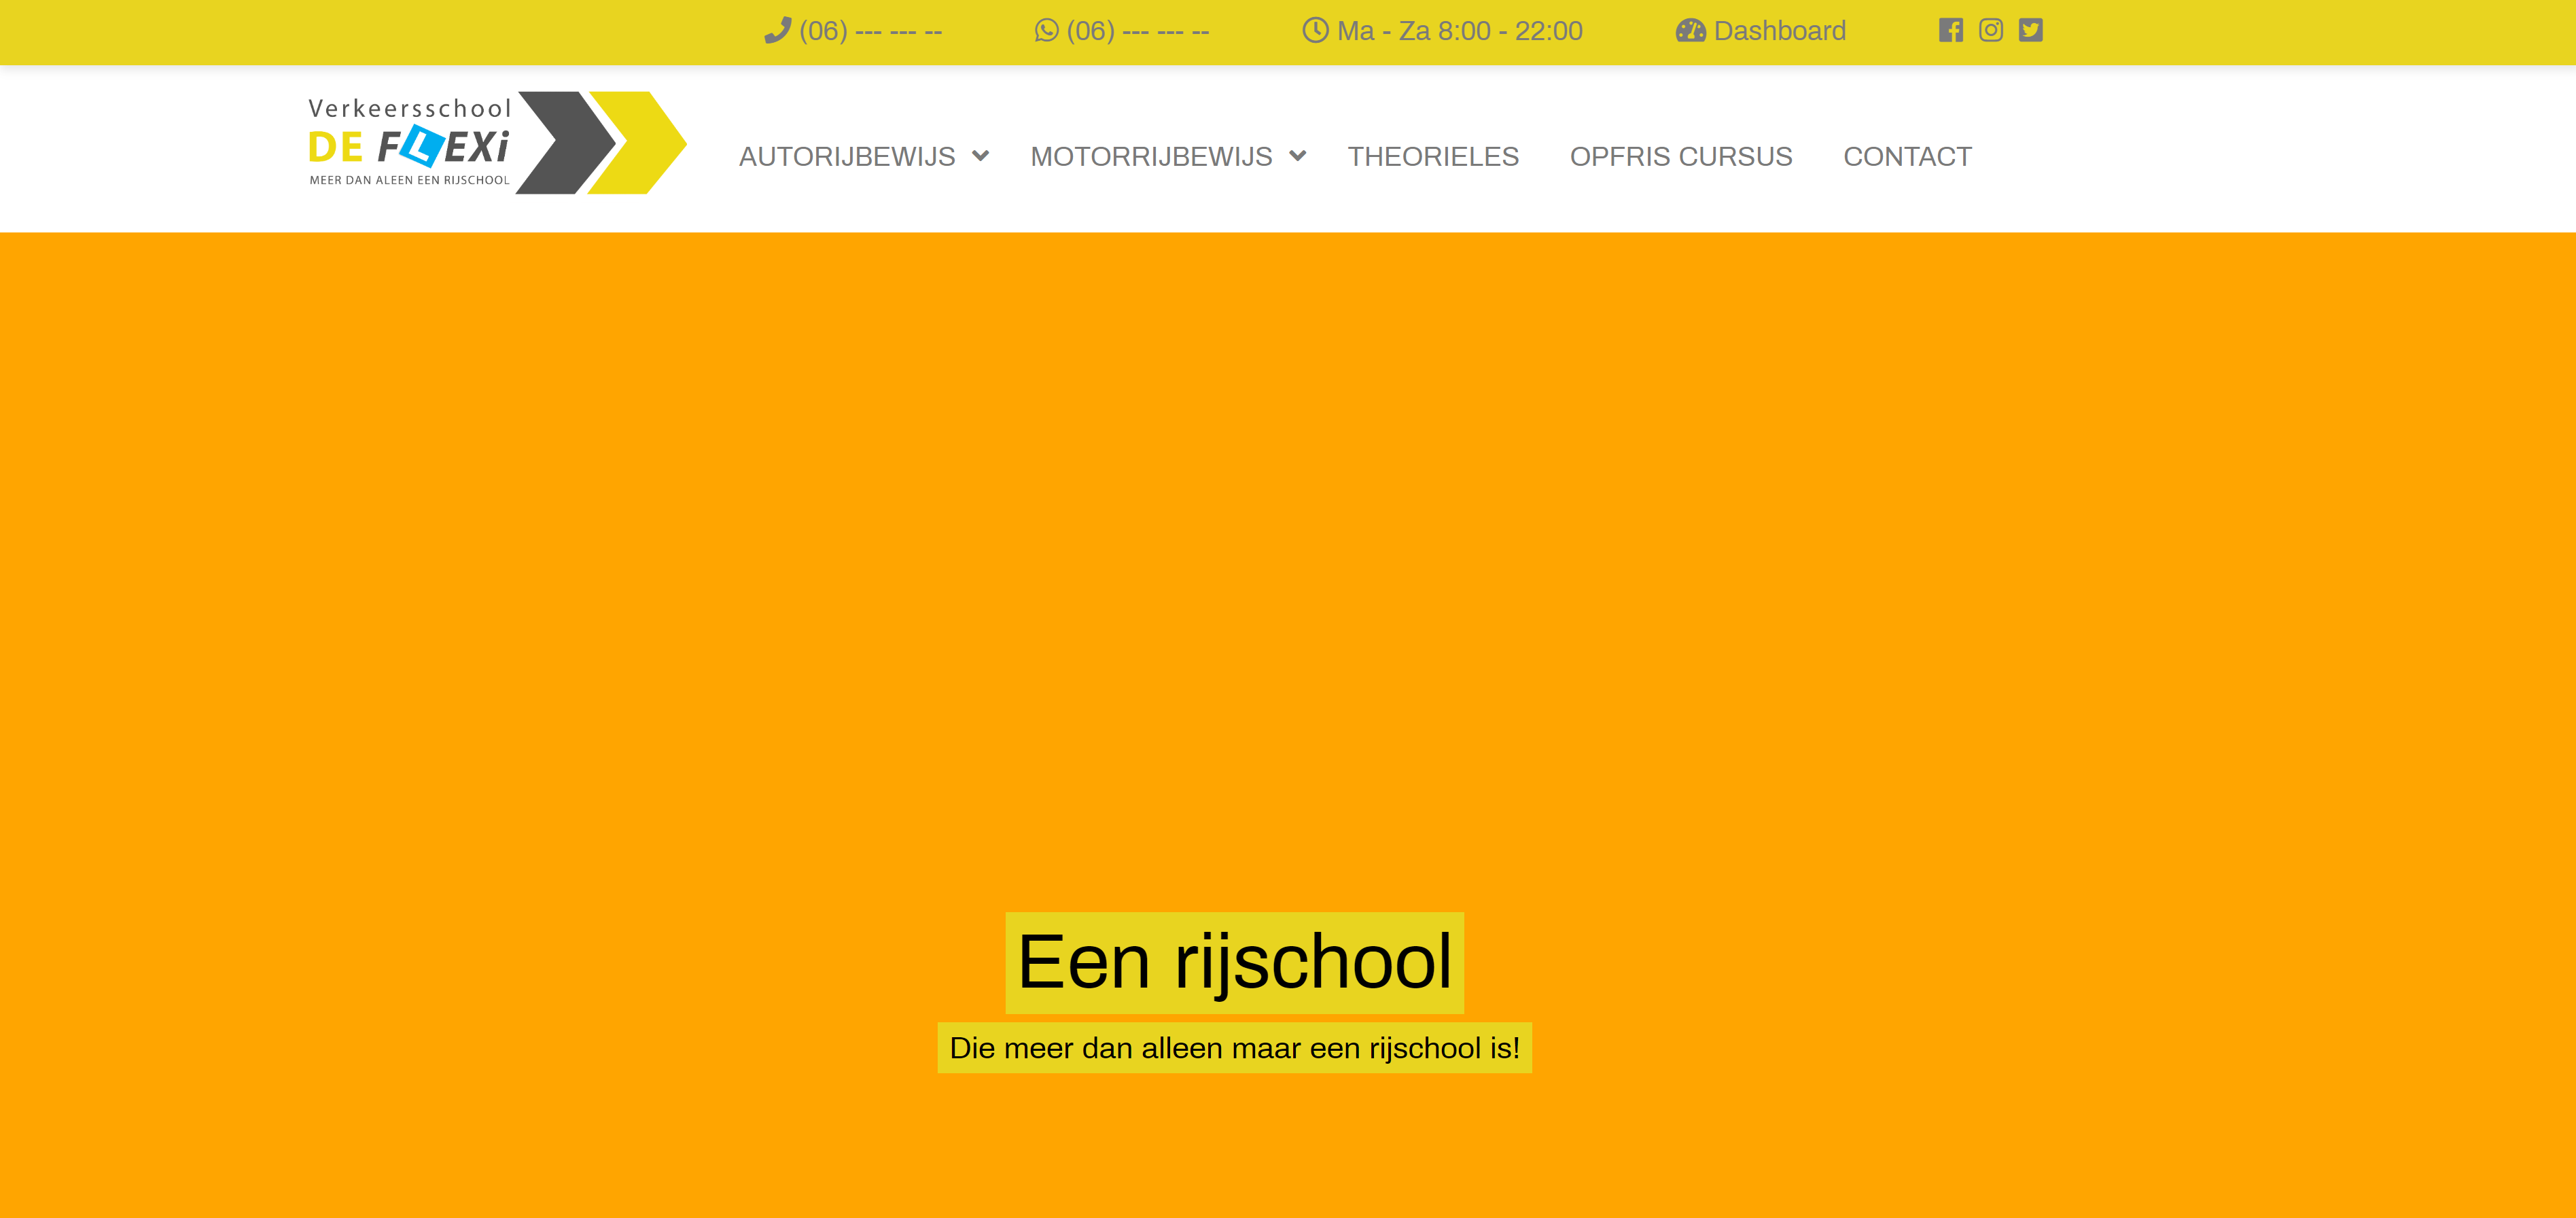 (06) --- --- -- (06) --- --- -- Ma - Za 8:00 - 22:00 Dashboard
Verkeersschool
DE FLEXi
MEER DAN ALEEN EEN RIJSCHOOL
AUTORIJBEWIJS MOTORRIJBEWIJS THEORIELES OPFRIS CURSUS CONTACT
Een rijschool
Die meer dan alleen maar een rijschool is!